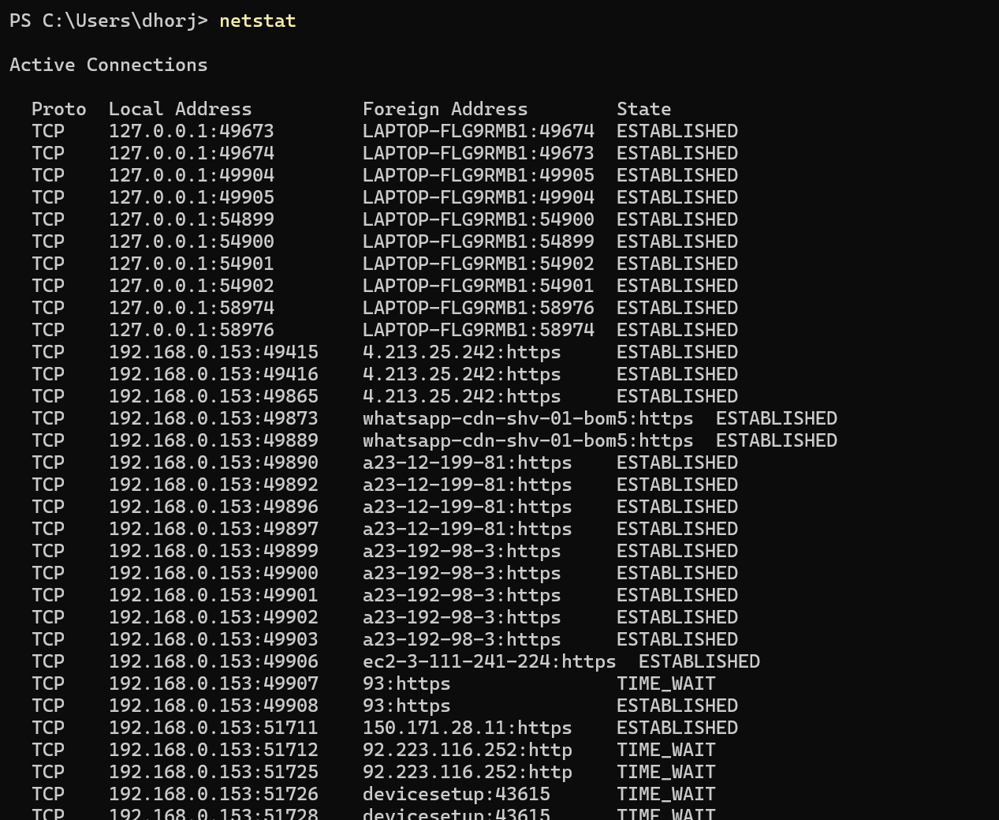 PS C:\Users\dhorj> netstat
Active Connections
Proto  Local Address          Foreign Address        State
TCP    127.0.0.1:49673        LAPTOP-FLG9RMB1:49674  ESTABLISHED
TCP    127.0.0.1:49674        LAPTOP-FLG9RMB1:49673  ESTABLISHED
TCP    127.0.0.1:49904        LAPTOP-FLG9RMB1:49905  ESTABLISHED
TCP    127.0.0.1:49905        LAPTOP-FLG9RMB1:49904  ESTABLISHED
TCP    127.0.0.1:54899        LAPTOP-FLG9RMB1:54900  ESTABLISHED
TCP    127.0.0.1:54900        LAPTOP-FLG9RMB1:54899  ESTABLISHED
TCP    127.0.0.1:54901        LAPTOP-FLG9RMB1:54902  ESTABLISHED
TCP    127.0.0.1:54902        LAPTOP-FLG9RMB1:54901  ESTABLISHED
TCP    127.0.0.1:58974        LAPTOP-FLG9RMB1:58976  ESTABLISHED
TCP    127.0.0.1:58976        LAPTOP-FLG9RMB1:58974  ESTABLISHED
TCP    192.168.0.153:49415    4.213.25.242:https     ESTABLISHED
TCP    192.168.0.153:49416    4.213.25.242:https     ESTABLISHED
TCP    192.168.0.153:49865    4.213.25.242:https     ESTABLISHED
TCP    192.168.0.153:49873    whatsapp-cdn-shv-01-bom5:https  ESTABLISHED
TCP    192.168.0.153:49889    whatsapp-cdn-shv-01-bom5:https  ESTABLISHED
TCP    192.168.0.153:49890    a23-12-199-81:https    ESTABLISHED
TCP    192.168.0.153:49892    a23-12-199-81:https    ESTABLISHED
TCP    192.168.0.153:49896    a23-12-199-81:https    ESTABLISHED
TCP    192.168.0.153:49897    a23-12-199-81:https    ESTABLISHED
TCP    192.168.0.153:49899    a23-192-98-3:https     ESTABLISHED
TCP    192.168.0.153:49900    a23-192-98-3:https     ESTABLISHED
TCP    192.168.0.153:49901    a23-192-98-3:https     ESTABLISHED
TCP    192.168.0.153:49902    a23-192-98-3:https     ESTABLISHED
TCP    192.168.0.153:49903    a23-192-98-3:https     ESTABLISHED
TCP    192.168.0.153:49906    ec2-3-111-241-224:https  ESTABLISHED
TCP    192.168.0.153:49907    93:https               TIME_WAIT
TCP    192.168.0.153:49908    93:https               ESTABLISHED
TCP    192.168.0.153:51711    150.171.28.11:https    ESTABLISHED
TCP    192.168.0.153:51712    92.223.116.252:http    TIME_WAIT
TCP    192.168.0.153:51725    92.223.116.252:http    TIME_WAIT
TCP    192.168.0.153:51726    devicesetup:43615      TIME_WAIT
TCP    192.168.0.153:51728    devicesetup:43615      TIME_WAIT